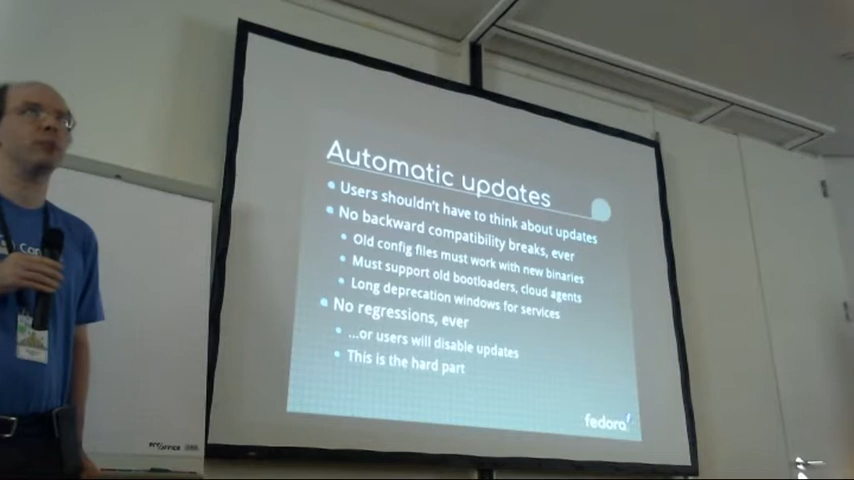 Automatic updates
Users shouldn't have to think about updates
No backward compatibility breaks, ever
Old config files must work with new binaries
Must support old bootloaders, cloud agents
Long deprecation windows for services
No regressions, ever
...or users will disable updates
This is the hard part
fedora